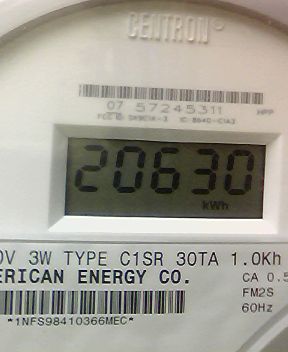 CENTRON®
07 57245311 HPP
20630
kWh
0V 3W TYPE C1SR 30TA 1.0Kh
ERICAN ENERGY CO.
CA 0.5
FM2S
60Hz
*1NFS98410366MEC*